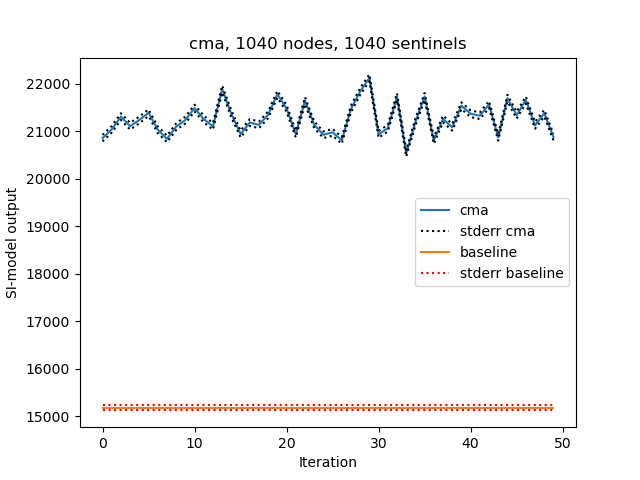 cma, 1040 nodes, 1040 sentinels
SI-model output
22000
21000
20000
19000
18000
17000
16000
15000
cma
stderr cma
baseline
stderr baseline
0 10 20 30 40 50
Iteration